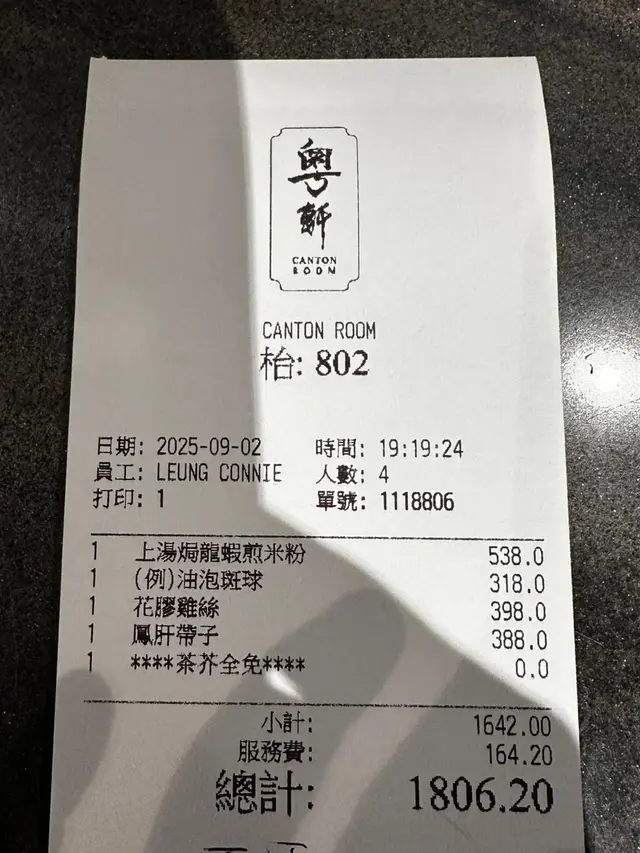 粵
軒
CANTON
ROOM
CANTON ROOM
枱: 802
日期: 2025-09-02 時間: 19:19:24
員工: LEUNG CONNIE 人數: 4
打印: 1 單號: 1118806
1 上湯焗龍蝦煎米粉 538.0
1 (例)油泡斑球 318.0
1 花膠雞絲 398.0
1 鳳肝帶子 388.0
1 ****茶芥全免**** 0.0
小計: 1642.00
服務費: 164.20
總計: 1806.20